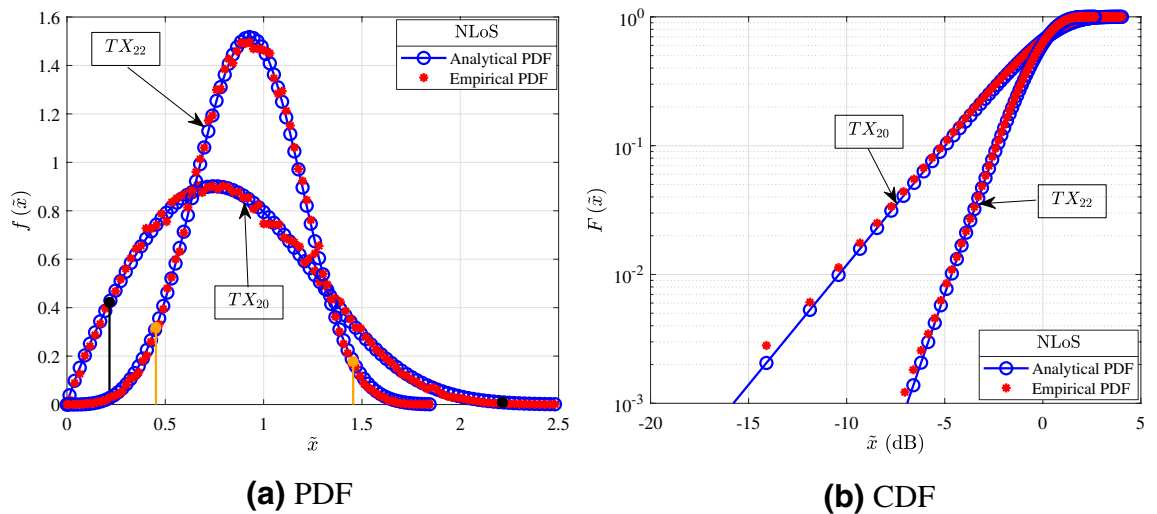 1.6
1.4
1.2
1
0.8
0.6
0.4
0.2
0
f (x̃)
0 0.5 1 1.5 2 2.5
x̃
TX₂₂
TX₂₀
NLoS
Analytical PDF
Empirical PDF
(a) PDF
10⁰
10⁻¹
10⁻²
10⁻³
F (x̃)
-20 -15 -10 -5 0 5
x̃ (dB)
TX₂₀
TX₂₂
NLoS
Analytical PDF
Empirical PDF
(b) CDF